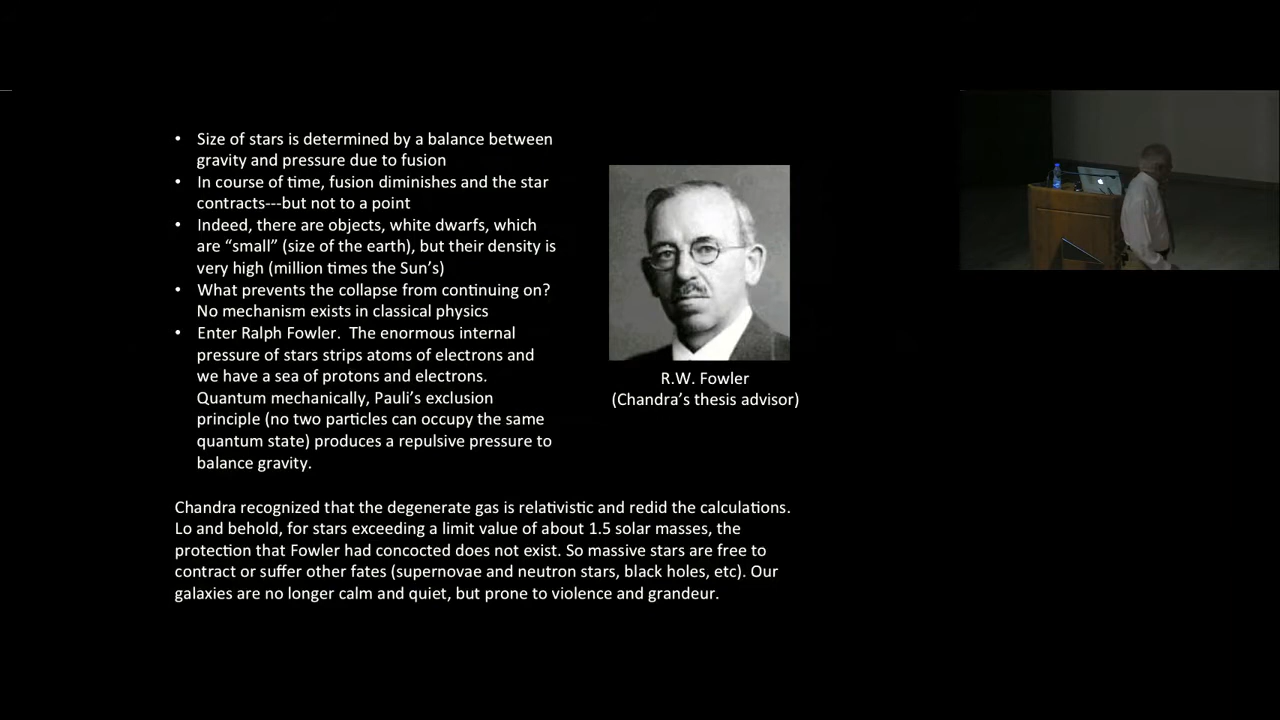 • Size of stars is determined by a balance between
gravity and pressure due to fusion
• In course of time, fusion diminishes and the star
contracts---but not to a point
• Indeed, there are objects, white dwarfs, which
are “small” (size of the earth), but their density is
very high (million times the Sun’s)
• What prevents the collapse from continuing on?
No mechanism exists in classical physics
• Enter Ralph Fowler.  The enormous internal
pressure of stars strips atoms of electrons and
we have a sea of protons and electrons.
Quantum mechanically, Pauli’s exclusion
principle (no two particles can occupy the same
quantum state) produces a repulsive pressure to
balance gravity.
R.W. Fowler
(Chandra’s thesis advisor)
Chandra recognized that the degenerate gas is relativistic and redid the calculations.
Lo and behold, for stars exceeding a limit value of about 1.5 solar masses, the
protection that Fowler had concocted does not exist. So massive stars are free to
contract or suffer other fates (supernovae and neutron stars, black holes, etc). Our
galaxies are no longer calm and quiet, but prone to violence and grandeur.